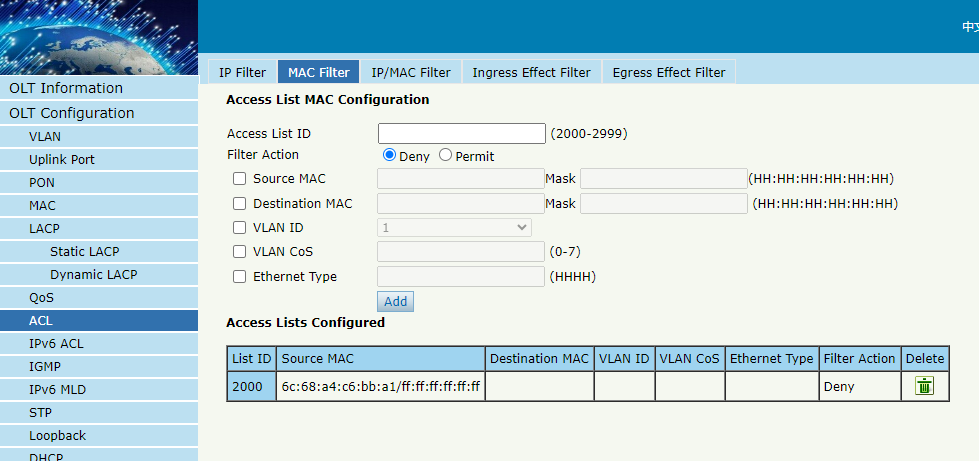 中文
OLT Information
OLT Configuration
VLAN
Uplink Port
PON
MAC
LACP
Static LACP
Dynamic LACP
QoS
ACL
IPv6 ACL
IGMP
IPv6 MLD
STP
Loopback
DHCP
IP Filter MAC Filter IP/MAC Filter Ingress Effect Filter Egress Effect Filter
Access List MAC Configuration
Access List ID (2000-2999)
Filter Action Deny Permit
Source MAC Mask (HH:HH:HH:HH:HH:HH)
Destination MAC Mask (HH:HH:HH:HH:HH:HH)
VLAN ID 1
VLAN CoS (0-7)
Ethernet Type (HHHH)
Add
Access Lists Configured
List ID Source MAC Destination MAC VLAN ID VLAN CoS Ethernet Type Filter Action Delete
2000 6c:68:a4:c6:bb:a1/ff:ff:ff:ff:ff:ff Deny